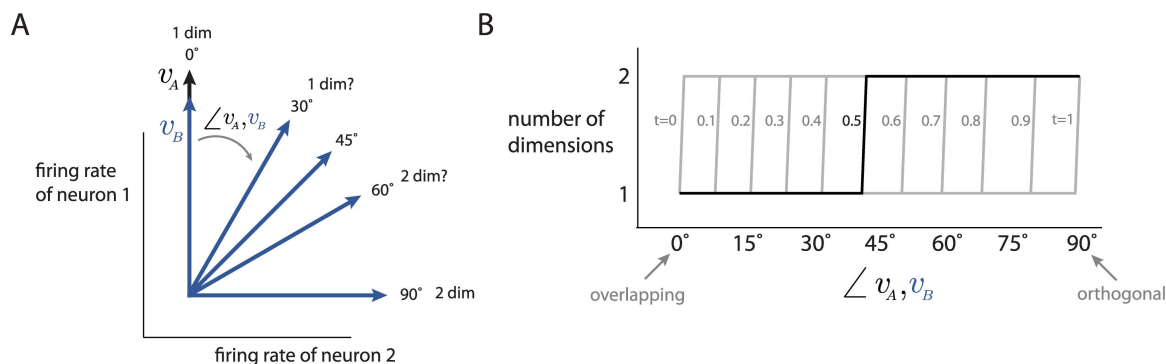 A
1 dim
0˚
v_A
v_B
1 dim?
30˚
∠v_A,v_B
45˚
60˚ 2 dim?
90˚ 2 dim
firing rate
of neuron 1
firing rate of neuron 2
B
number of
dimensions
2
1
t=0 0.1 0.2 0.3 0.4 0.5 0.6 0.7 0.8 0.9 t=1
0˚ 15˚ 30˚ 45˚ 60˚ 75˚ 90˚
overlapping
∠ v_A,v_B
orthogonal